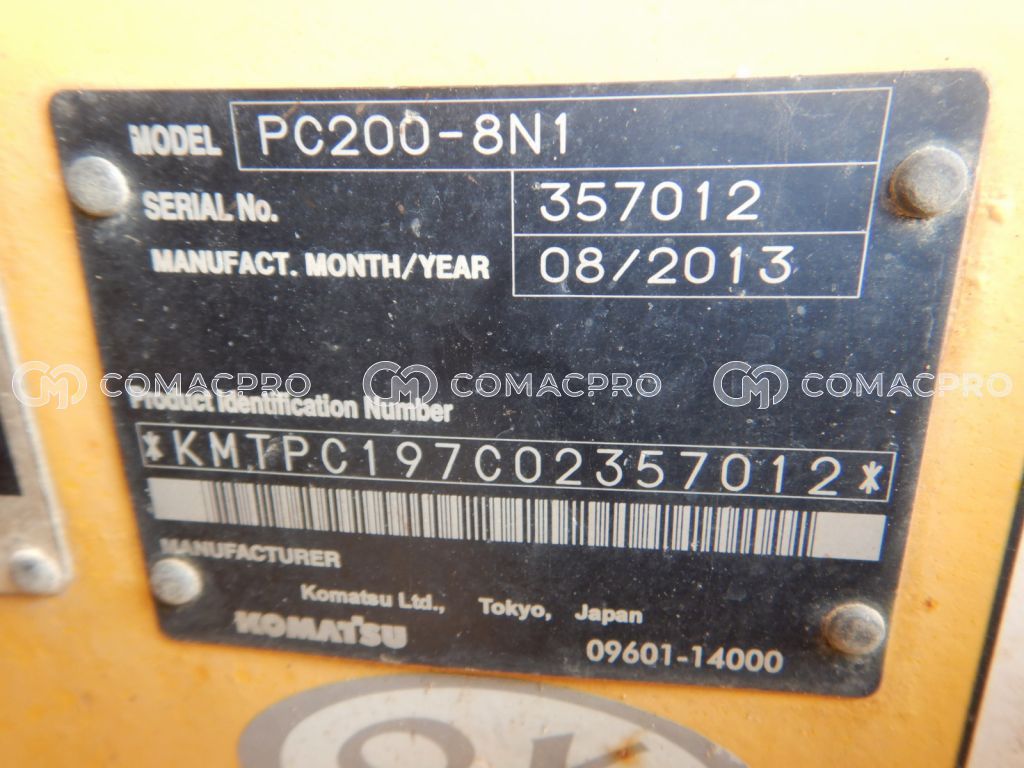 MODEL PC200-8N1
SERIAL No. 357012
MANUFACT. MONTH/YEAR 08/2013
COMACPRO COMACPRO COMACPRO
Product Identification Number
*KMTPC197C02357012*
MANUFACTURER
Komatsu Ltd., Tokyo, Japan
KOMATSU
09601-14000
OK